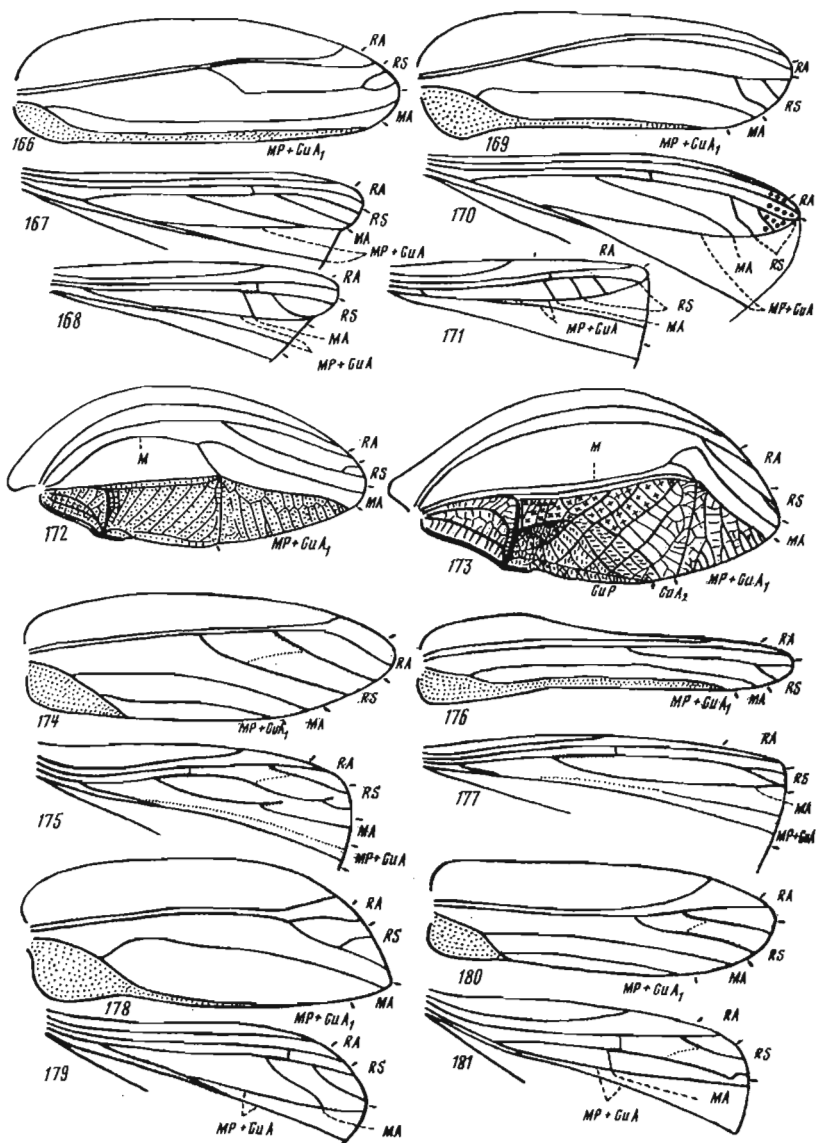 RA
RS
MA
MP+CuA₁
166
RA
RS
MA
MP+CuA₁
169
RA
RS
MA
MP+CuA
167
RA
RS
MA
MP+CuA
170
RA
RS
MA
MP+CuA
168
RA
RS
MA
MP+CuA
171
M
RA
RS
MA
MP+CuA₁
172
M
RA
RS
MA
MP+CuA₁
CuA₂
CuP
173
RA
RS
MA
MP+CuA₁
174
RA
RS
MA
MP+CuA₁
176
RS
MA
MP+CuA
175
RA
RS
MA
MP+CuA
177
RA
RS
MA
MP+CuA₁
178
RA
RS
MA
MP+CuA₁
180
RA
RS
MA
MP+CuA
179
RA
RS
MA
MP+CuA
181